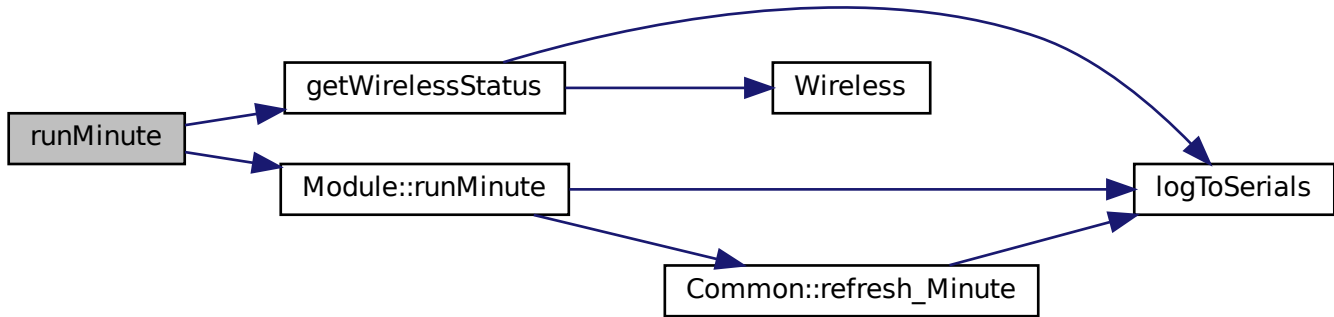 runMinute
getWirelessStatus
Wireless
Module::runMinute
logToSerials
Common::refresh_Minute